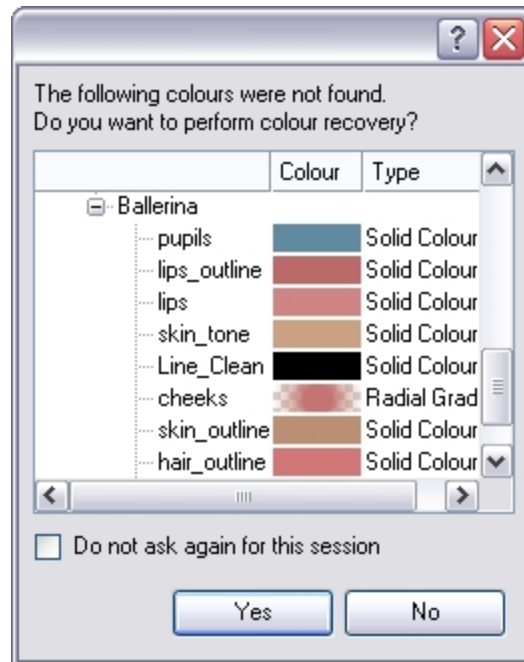 ?
The following colours were not found.
Do you want to perform colour recovery?
Colour Type
Ballerina
pupils Solid Colour
lips_outline Solid Colour
lips Solid Colour
skin_tone Solid Colour
Line_Clean Solid Colour
cheeks Radial Grad
skin_outline Solid Colour
hair_outline Solid Colour
Do not ask again for this session
Yes No